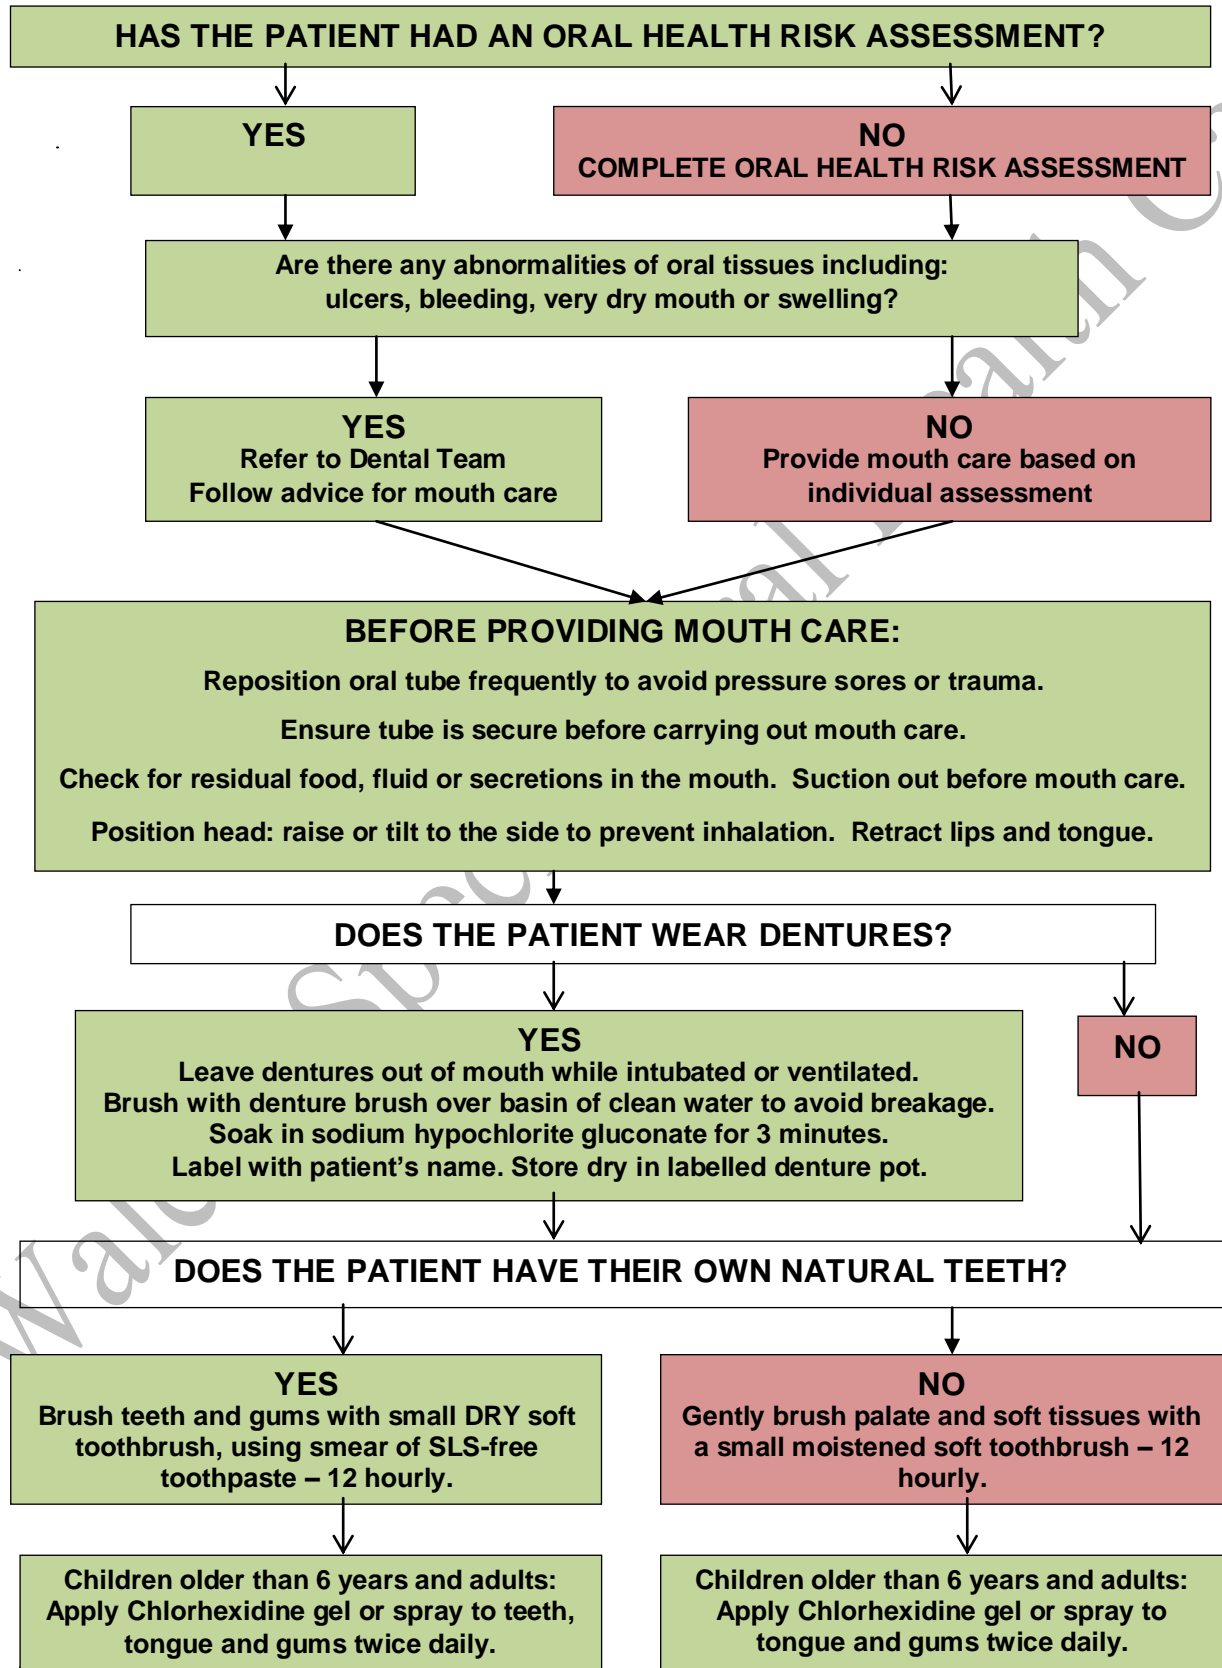 HAS THE PATIENT HAD AN ORAL HEALTH RISK ASSESSMENT?
YES
NO
COMPLETE ORAL HEALTH RISK ASSESSMENT
Are there any abnormalities of oral tissues including:
ulcers, bleeding, very dry mouth or swelling?
YES
Refer to Dental Team
Follow advice for mouth care
NO
Provide mouth care based on
individual assessment
BEFORE PROVIDING MOUTH CARE:
Reposition oral tube frequently to avoid pressure sores or trauma.
Ensure tube is secure before carrying out mouth care.
Check for residual food, fluid or secretions in the mouth.  Suction out before mouth care.
Position head: raise or tilt to the side to prevent inhalation.  Retract lips and tongue.
DOES THE PATIENT WEAR DENTURES?
YES
Leave dentures out of mouth while intubated or ventilated.
Brush with denture brush over basin of clean water to avoid breakage.
Soak in sodium hypochlorite gluconate for 3 minutes.
Label with patient’s name. Store dry in labelled denture pot.
NO
DOES THE PATIENT HAVE THEIR OWN NATURAL TEETH?
YES
Brush teeth and gums with small DRY soft
toothbrush, using smear of SLS-free
toothpaste – 12 hourly.
NO
Gently brush palate and soft tissues with
a small moistened soft toothbrush – 12
hourly.
Children older than 6 years and adults:
Apply Chlorhexidine gel or spray to teeth,
tongue and gums twice daily.
Children older than 6 years and adults:
Apply Chlorhexidine gel or spray to
tongue and gums twice daily.